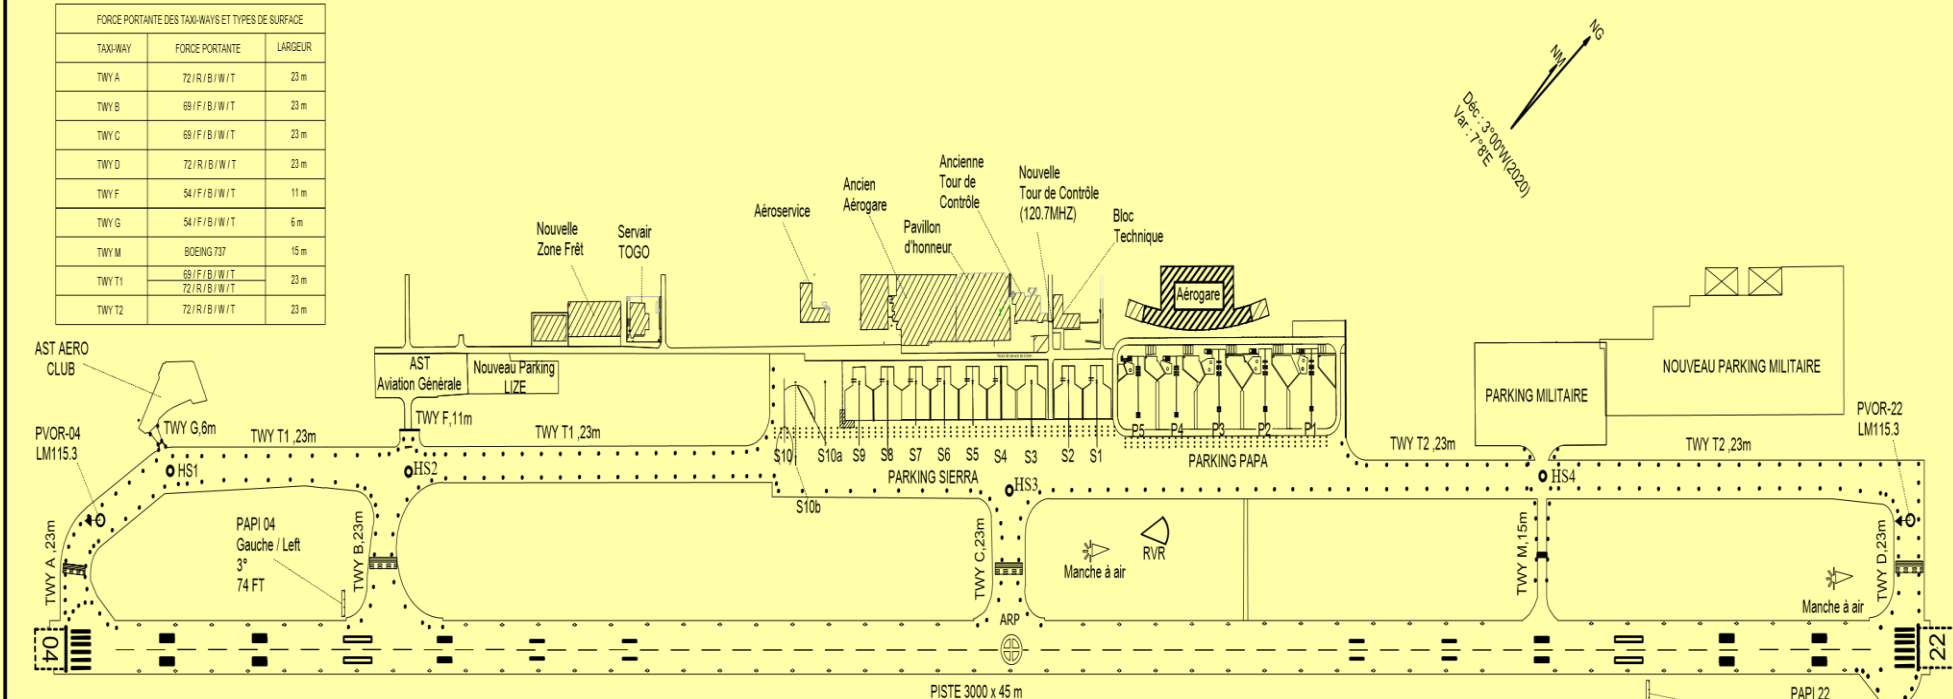 FORCE PORTANTE DES TAXI-WAYS ET TYPES DE SURFACE
TAXI-WAY FORCE PORTANTE LARGEUR
TWY A 72 / R / B / W / T 23 m
TWY B 69 / F / B / W / T 23 m
TWY C 69 / F / B / W / T 23 m
TWY D 72 / R / B / W / T 23 m
TWY F 54 / F / B / W / T 11 m
TWY G 54 / F / B / W / T 6 m
TWY M BOEING 737 15 m
TWY T1 69 / F / B / W / T 23 m
72 / R / B / W / T
TWY T2 72 / R / B / W / T 23 m
NG
NM
Déc : 3°00'W(2020)
Var : 7°8'E
Nouvelle
Zone Frêt
Servair
TOGO
Aéroservice
Ancien
Aérogare
Pavillon
d'honneur
Ancienne
Tour de
Contrôle
Nouvelle
Tour de Contrôle
(120.7MHZ)
Bloc
Technique
Aérogare
AST AERO
CLUB
AST
Aviation Générale
Nouveau Parking
LIZE
PARKING MILITAIRE
NOUVEAU PARKING MILITAIRE
PVOR-04
LM115.3
TWY G,6m
TWY T1 ,23m
TWY F,11m
TWY T1 ,23m
S10
S10a
S9
S8
S7
S6
S5
S4
S3
S2
S1
P5
P4
P3
P2
P1
TWY T2 ,23m
TWY T2 ,23m
PVOR-22
LM115.3
HS1
HS2
PARKING SIERRA
PARKING PAPA
HS3
HS4
S10b
TWY A ,23m
PAPI 04
Gauche / Left
3°
74 FT
TWY B,23m
TWY C,23m
Manche à air
RVR
TWY M,15m
TWY D,23m
Manche à air
04
ARP
22
PISTE 3000 x 45 m
PAPI 22